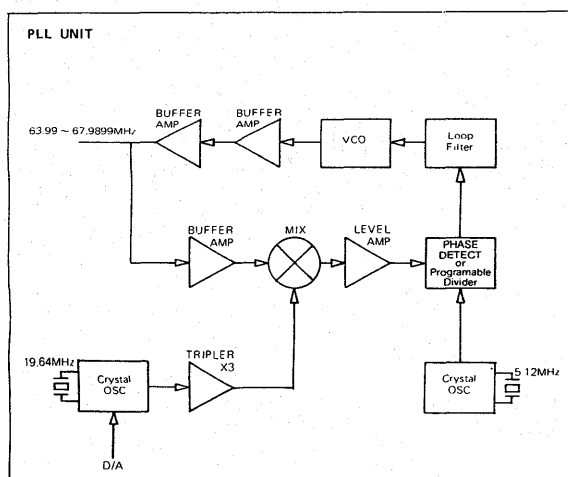 PLL UNIT
BUFFER
AMP
BUFFER
AMP
63.99 ~ 67.9899MHz
VCO
Loop
Filter
BUFFER
AMP
MIX
LEVEL
AMP
PHASE
DETECT
or
Programable
Divider
19.64MHz
Crystal
OSC
TRIPLER
X3
Crystal
OSC
5.12MHz
D/A